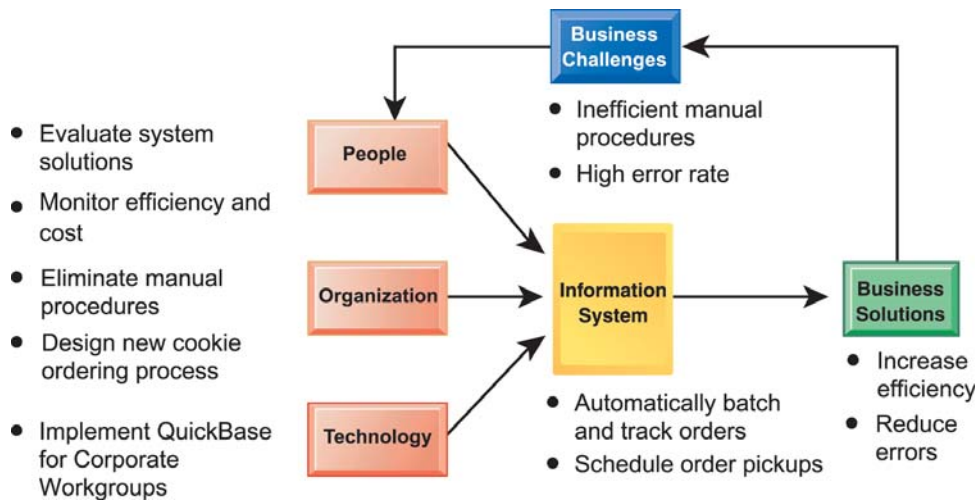 Business
Challenges
• Inefficient manual
procedures
• High error rate
• Evaluate system
solutions
• Monitor efficiency and
cost
People
• Eliminate manual
procedures
• Design new cookie
ordering process
Organization
• Implement QuickBase
for Corporate
Workgroups
Technology
Information
System
• Automatically batch
and track orders
• Schedule order pickups
Business
Solutions
• Increase
efficiency
• Reduce
errors